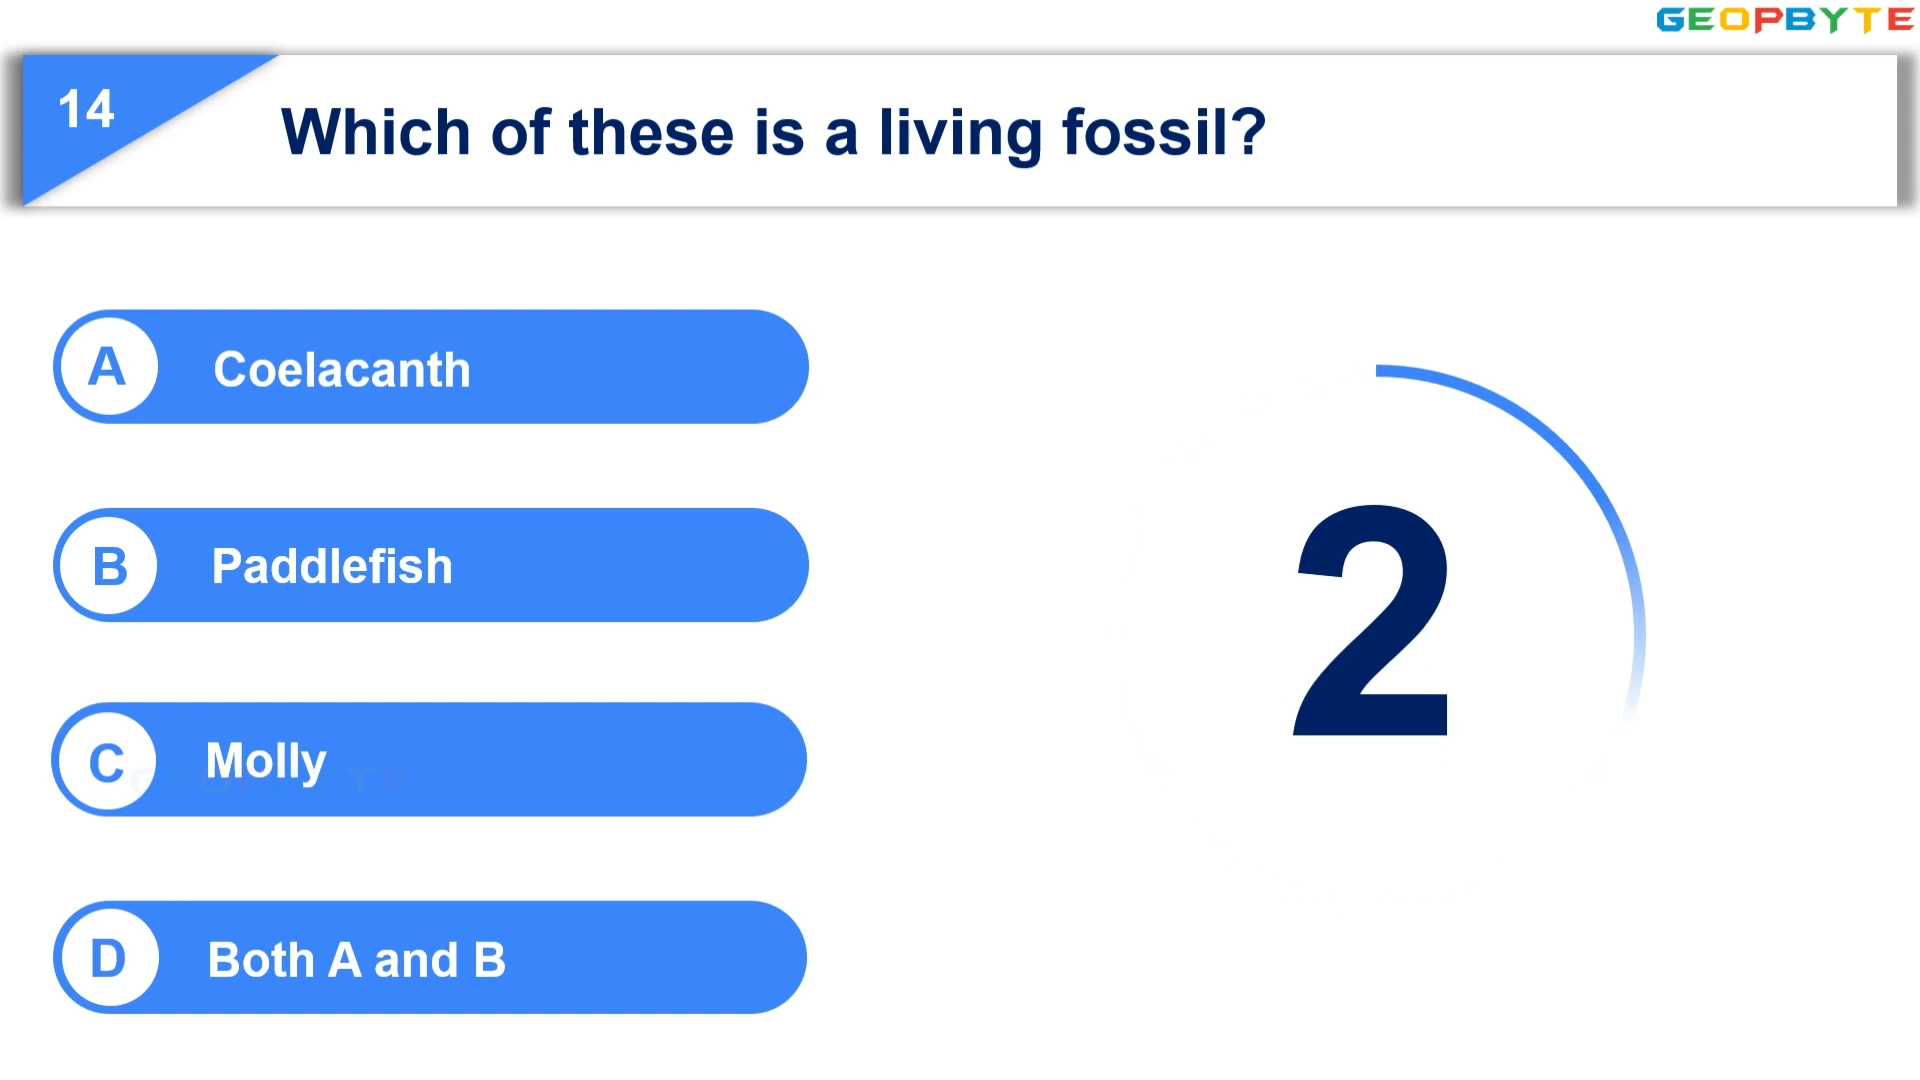 GEOPBYTE
14
Which of these is a living fossil?
A Coelacanth
B Paddlefish
2
C Molly
D Both A and B